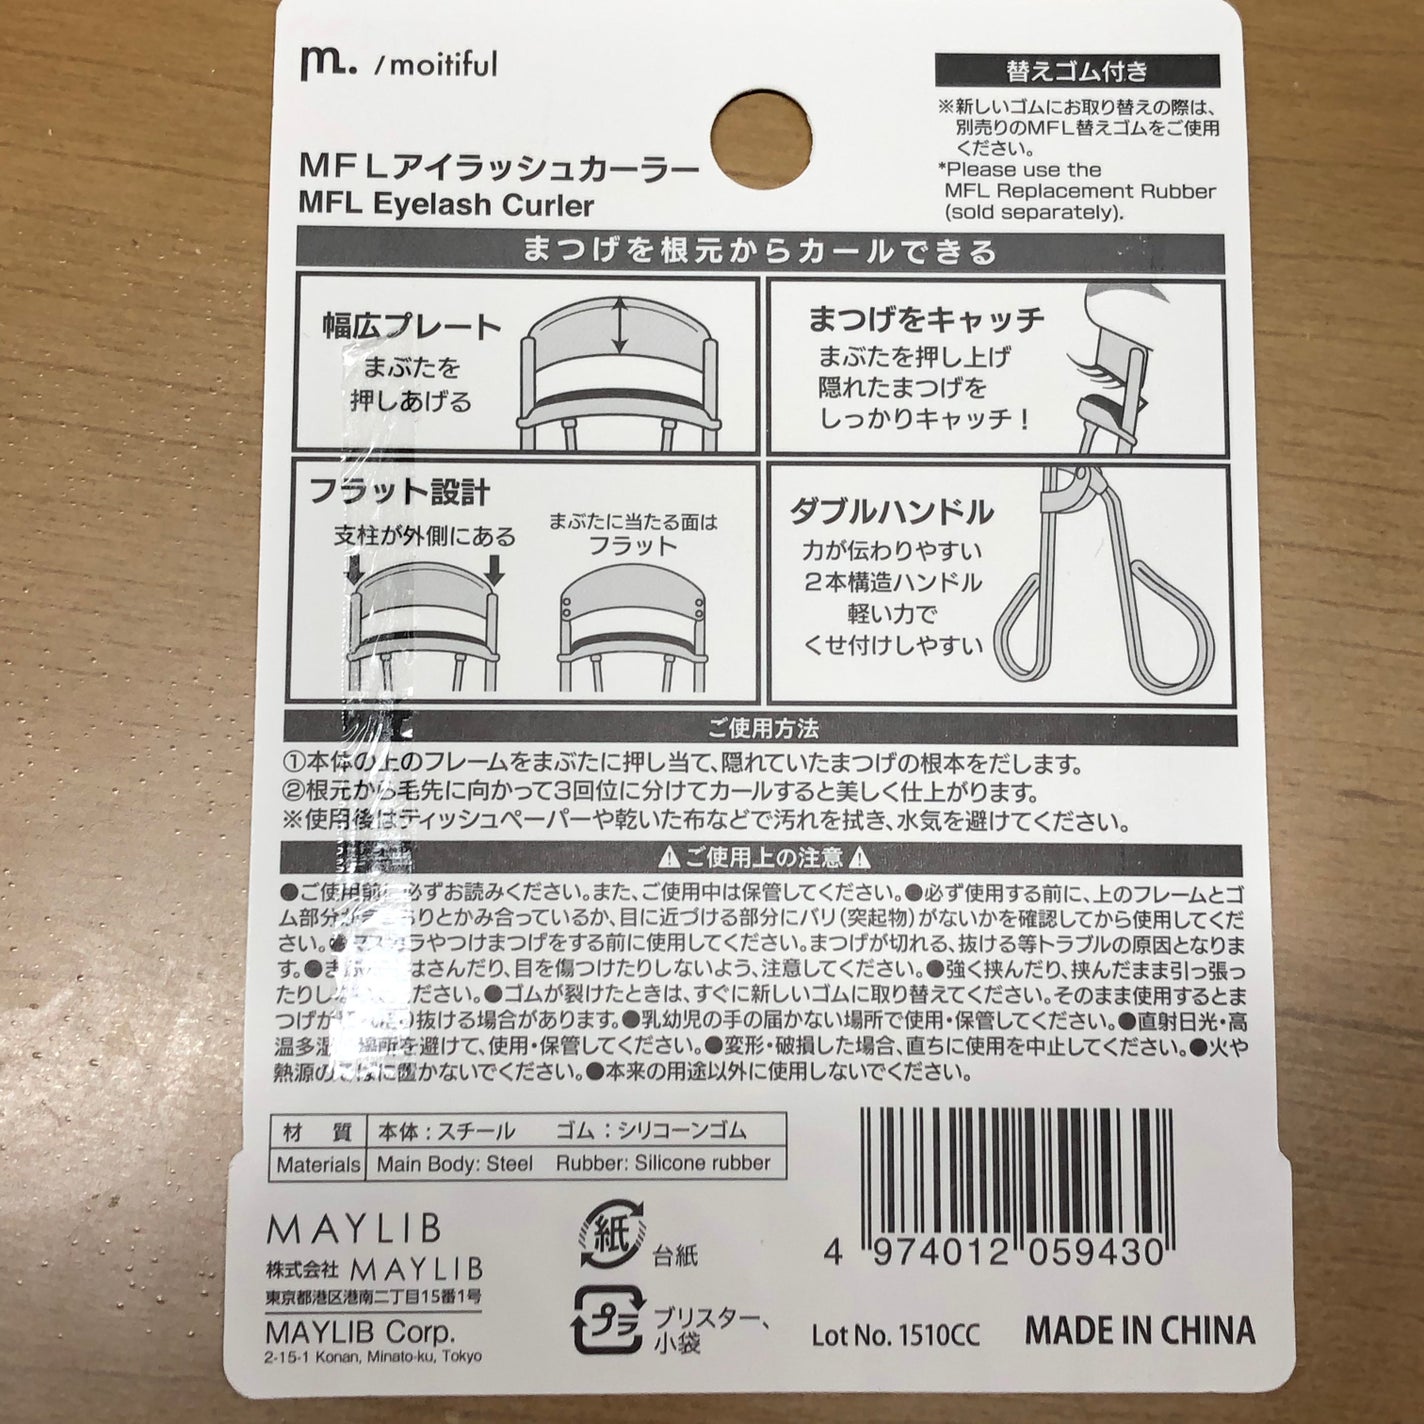 m. / moitiful
替えゴム付き
※新しいゴムにお取り替えの際は、
別売りのMFL替えゴムをご使用
ください。
*Please use the
MFL Replacement Rubber
(sold separately).
MFLアイラッシュカーラー
MFL Eyelash Curler
まつげを根元からカールできる
幅広プレート
まぶたを
押しあげる
まつげをキャッチ
まぶたを押し上げ
隠れたまつげを
しっかりキャッチ!
フラット設計
支柱が外側にある
まぶたに当たる面は
フラット
ダブルハンドル
力が伝わりやすい
2本構造ハンドル
軽い力で
くせ付けしやすい
ご使用方法
①本体の上のフレームをまぶたに押し当て、隠れていたまつげの根本をだします。
②根元から毛先に向かって3回位に分けてカールすると美しく仕上がります。
※使用後はティッシュペーパーや乾いた布などで汚れを拭き、水気を避けてください。
⚠ご使用上の注意⚠
●ご使用前に必ずお読みください。また、ご使用中は保管してください。●必ず使用する前に、上のフレームとゴ
ム部分がきっちりとかみ合っているか、目に近づける部分にバリ(突起物)がないかを確認してから使用してくだ
さい。●マスカラやつけまつげをする前に使用してください。まつげが切れる、抜ける等トラブルの原因となりま
す。●はさんだり、目を傷つけたりしないよう、注意してください。●強く挟んだり、挟んだまま引っ張っ
たりしないでください。●ゴムが裂けたときは、すぐに新しいゴムに取り替えてください。そのまま使用するとま
つげが抜ける場合があります。●乳幼児の手の届かない場所で使用・保管してください。●直射日光・高
温多湿の場所を避けて、使用・保管してください。●変形・破損した場合、直ちに使用を中止してください。●火や
熱源のそばに置かないでください。●本来の用途以外に使用しないでください。
材 質 本体:スチール ゴム:シリコーンゴム
Materials Main Body: Steel Rubber: Silicone rubber
MAYLIB
株式会社 MAYLIB
東京都港区港南二丁目15番1号
MAYLIB Corp.
2-15-1 Konan, Minato-ku, Tokyo
紙 台紙
プラ ブリスター、
小袋
4 974012 059430
Lot No. 1510CC MADE IN CHINA